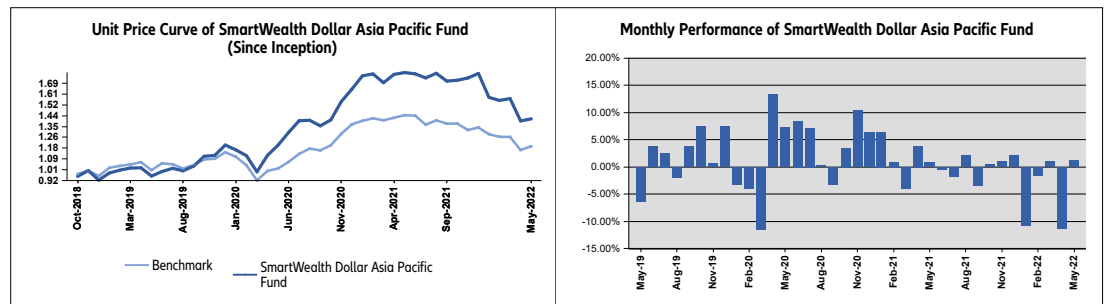 Unit Price Curve of SmartWealth Dollar Asia Pacific Fund
(Since Inception)
1.69
1.61
1.52
1.44
1.35
1.26
1.18
1.09
1.01
0.92
Oct-2018
Mar-2019
Aug-2019
Jan-2020
Jun-2020
Nov-2020
Apr-2021
Sep-2021
May-2022
Benchmark
SmartWealth Dollar Asia Pacific
Fund
Monthly Performance of SmartWealth Dollar Asia Pacific Fund
20.00%
15.00%
10.00%
5.00%
0.00%
-5.00%
-10.00%
-15.00%
May-19
Aug-19
Nov-19
Feb-20
May-20
Aug-20
Nov-20
Feb-21
May-21
Aug-21
Nov-21
Feb-22
May-22